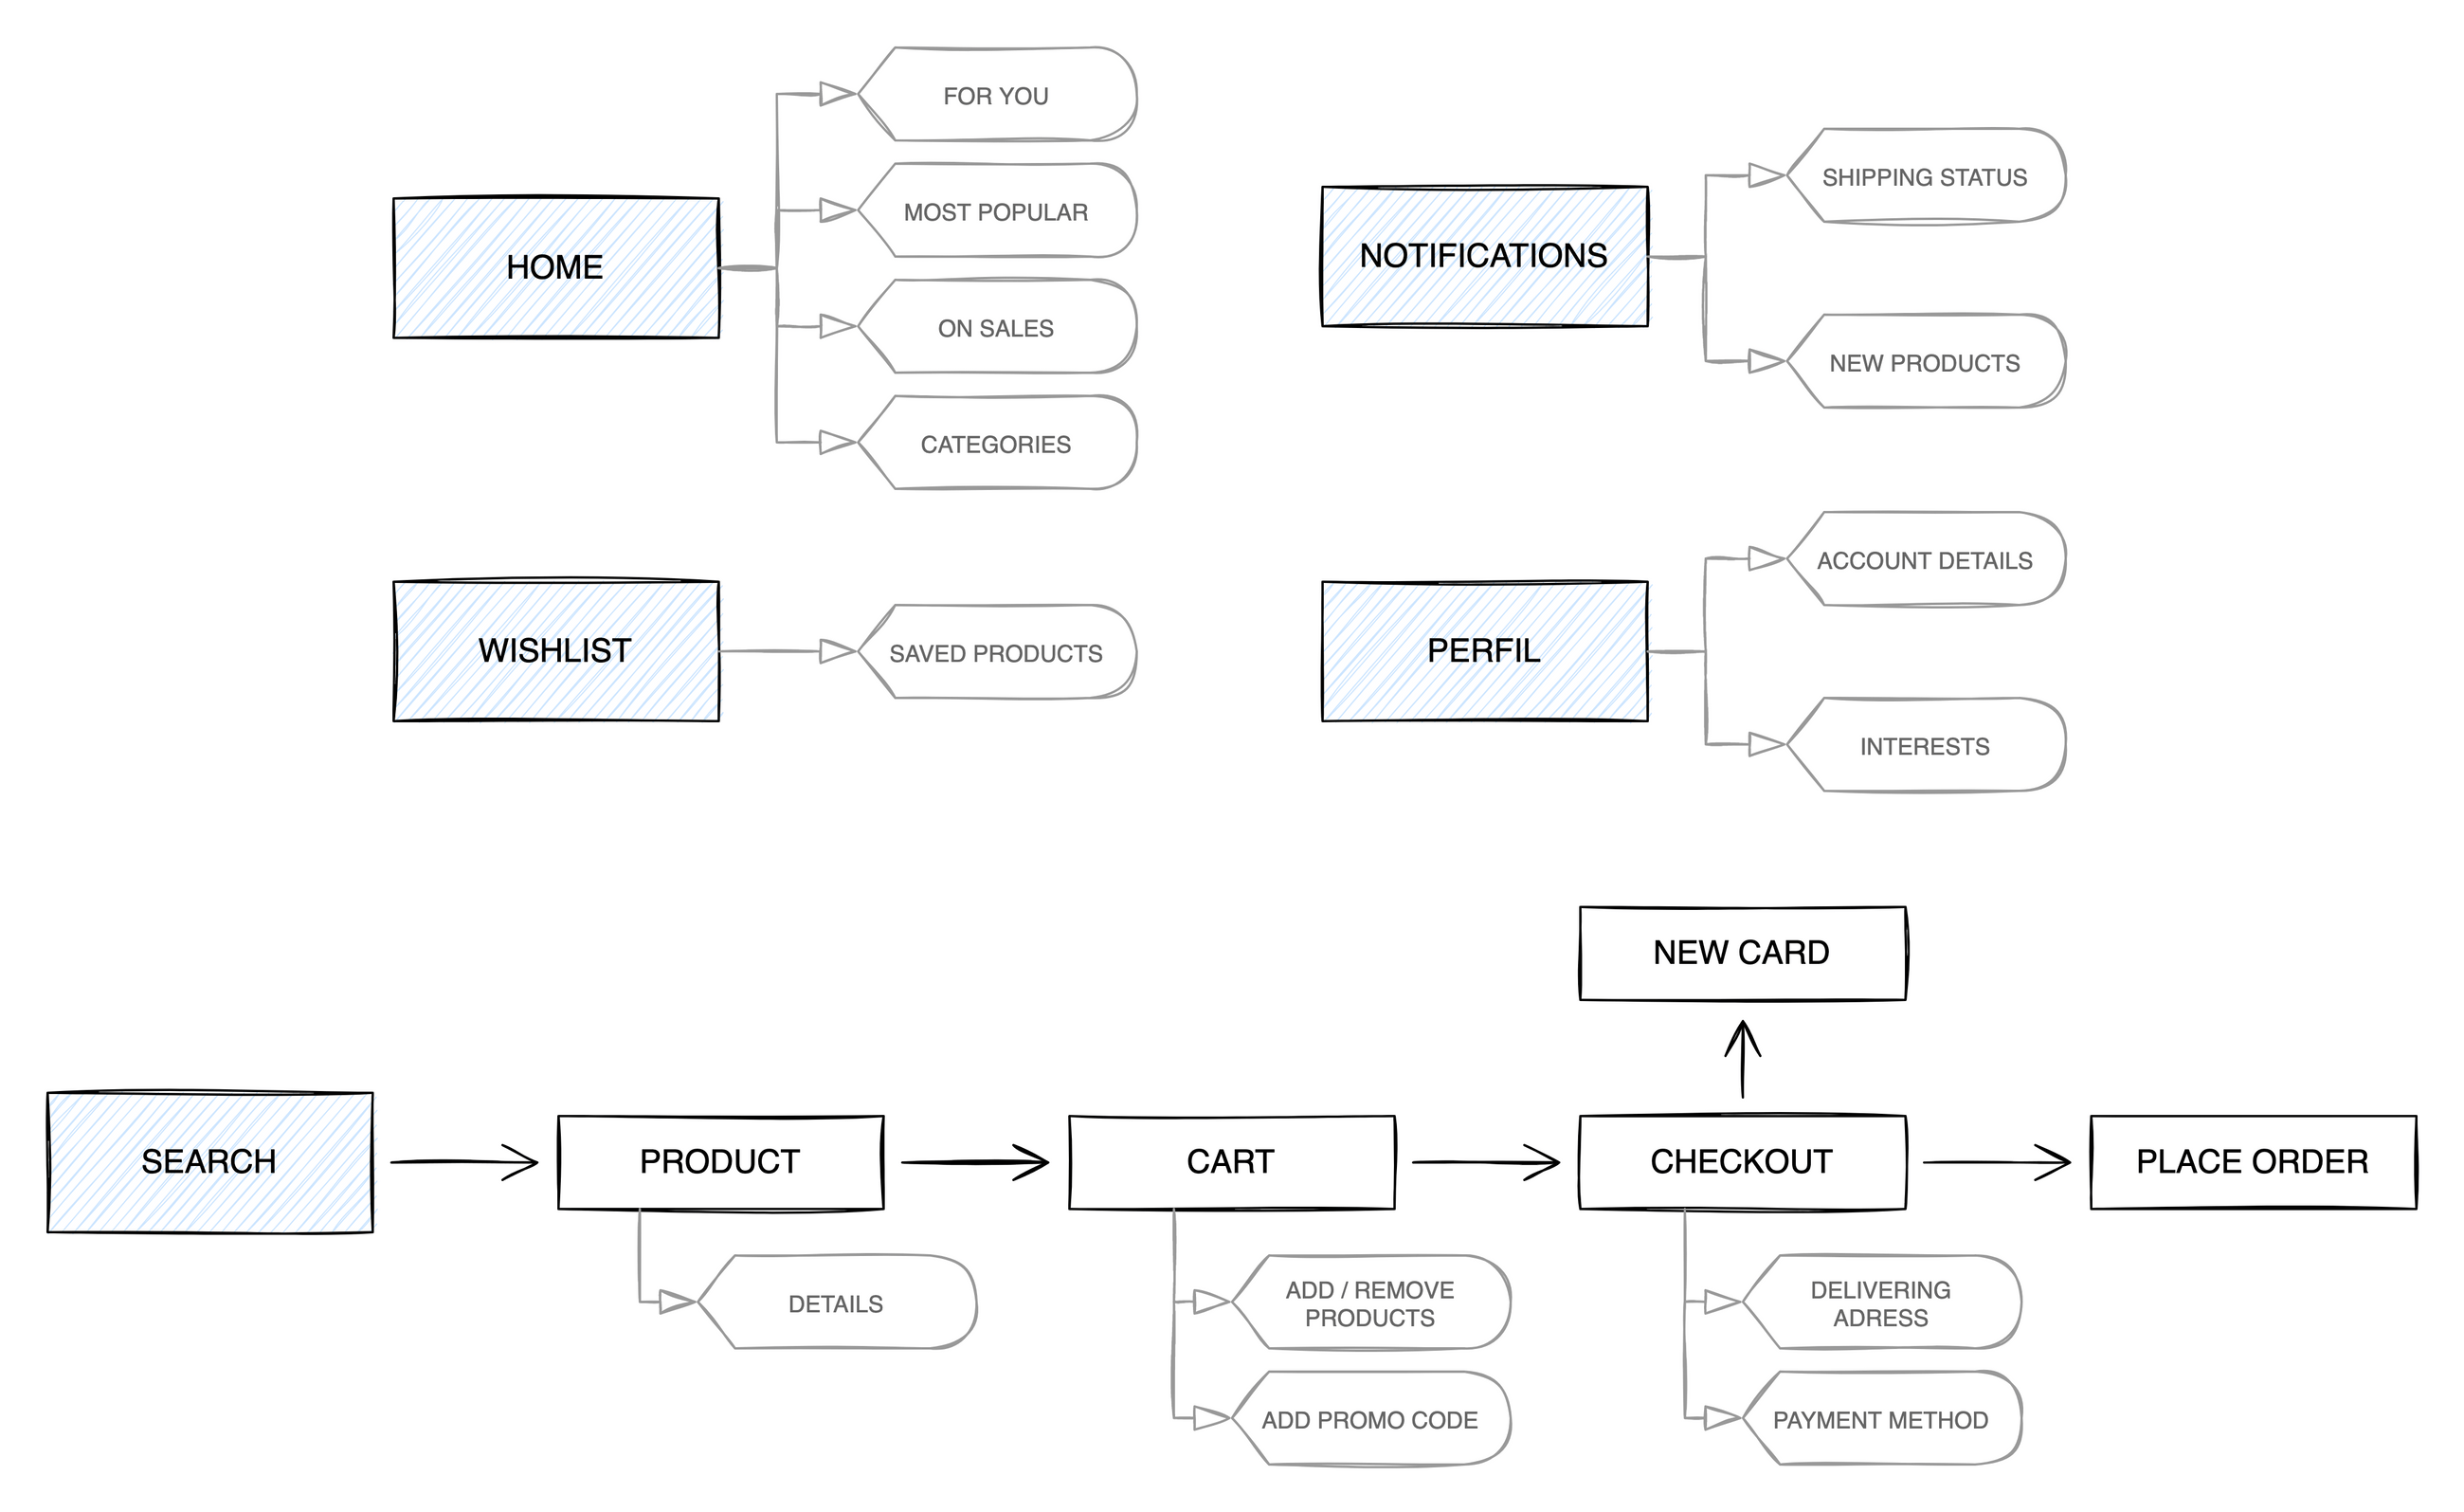 FOR YOU
MOST POPULAR
HOME
ON SALES
CATEGORIES
SHIPPING STATUS
NOTIFICATIONS
NEW PRODUCTS
WISHLIST
SAVED PRODUCTS
ACCOUNT DETAILS
PERFIL
INTERESTS
NEW CARD
SEARCH
PRODUCT
CART
CHECKOUT
PLACE ORDER
DETAILS
ADD / REMOVE
PRODUCTS
ADD PROMO CODE
DELIVERING
ADRESS
PAYMENT METHOD